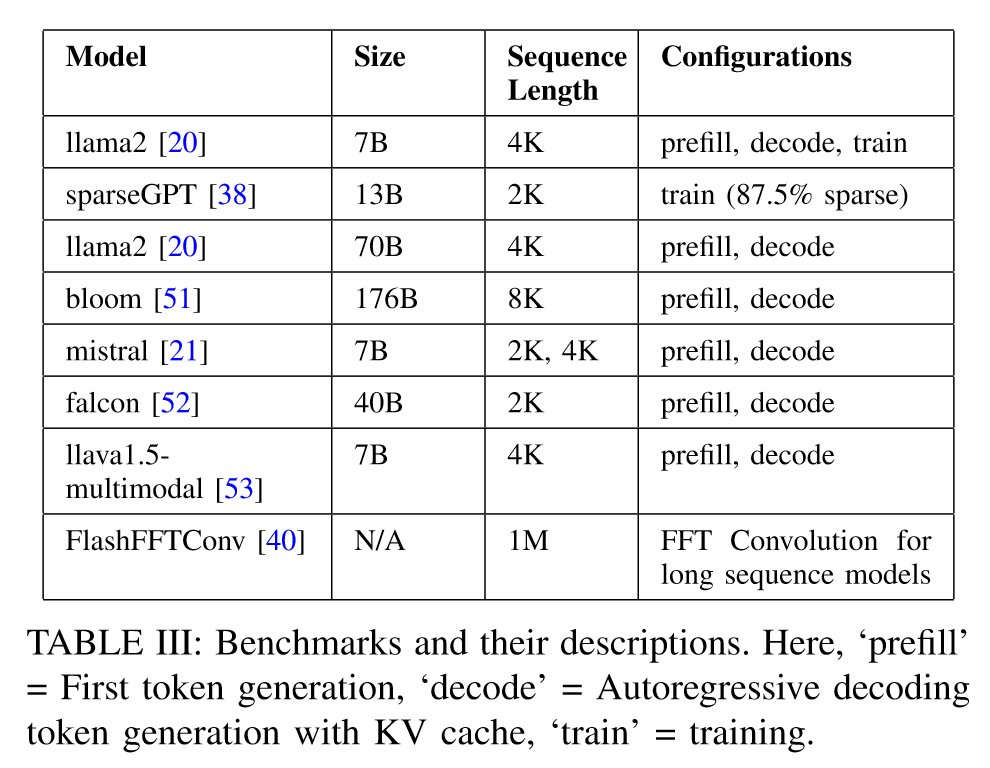 Model Size Sequence Length Configurations
llama2 [20] 7B 4K prefill, decode, train
sparseGPT [38] 13B 2K train (87.5% sparse)
llama2 [20] 70B 4K prefill, decode
bloom [51] 176B 8K prefill, decode
mistral [21] 7B 2K, 4K prefill, decode
falcon [52] 40B 2K prefill, decode
llava1.5-
multimodal [53] 7B 4K prefill, decode
FlashFFTConv [40] N/A 1M FFT Convolution for
long sequence models
TABLE III: Benchmarks and their descriptions. Here, ‘prefill’
= First token generation, ‘decode’ = Autoregressive decoding
token generation with KV cache, ‘train’ = training.